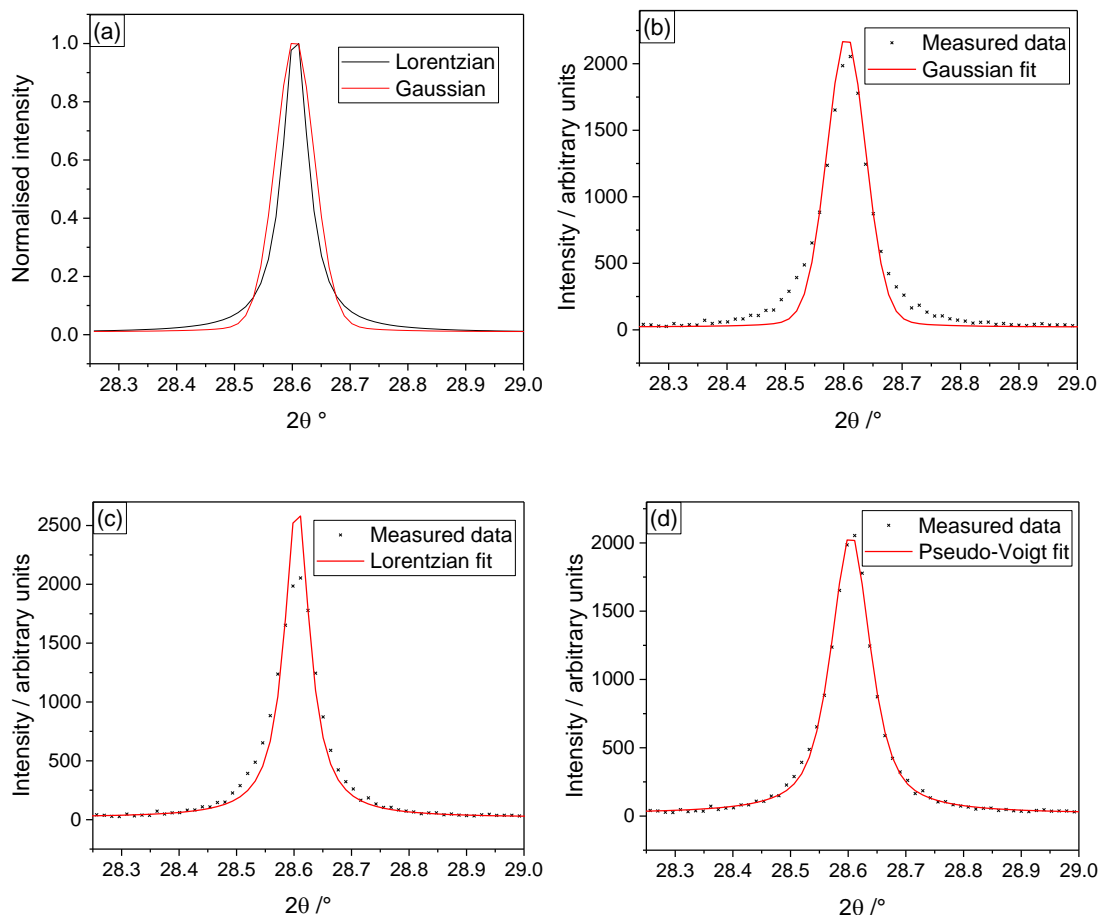 (a)
Lorentzian
Gaussian
Normalised intensity
1.0
0.8
0.6
0.4
0.2
0.0
28.3 28.4 28.5 28.6 28.7 28.8 28.9 29.0
2θ °
(b)
Measured data
Gaussian fit
Intensity / arbitrary units
2000
1500
1000
500
0
28.3 28.4 28.5 28.6 28.7 28.8 28.9 29.0
2θ /°
(c)
Measured data
Lorentzian fit
Intensity / arbitrary units
2500
2000
1500
1000
500
0
28.3 28.4 28.5 28.6 28.7 28.8 28.9 29.0
2θ /°
(d)
Measured data
Pseudo-Voigt fit
Intensity / arbitrary units
2000
1500
1000
500
0
28.3 28.4 28.5 28.6 28.7 28.8 28.9 29.0
2θ /°